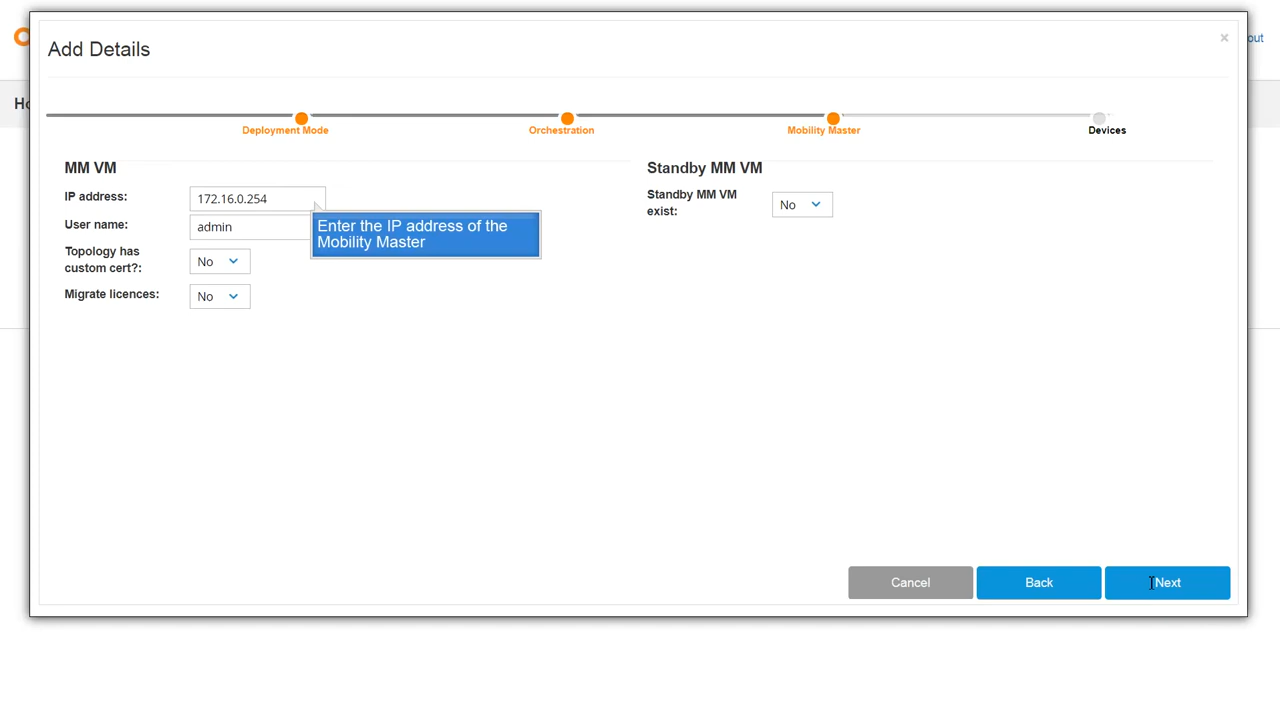 Add Details
×
out
Ho
Deployment Mode
Orchestration
Mobility Master
Devices
MM VM
IP address:
172.16.0.254
User name:
admin
Enter the IP address of the
Mobility Master
Topology has
custom cert?:
No
Migrate licences:
No
Standby MM VM
Standby MM VM
exist:
No
Cancel
Back
Next